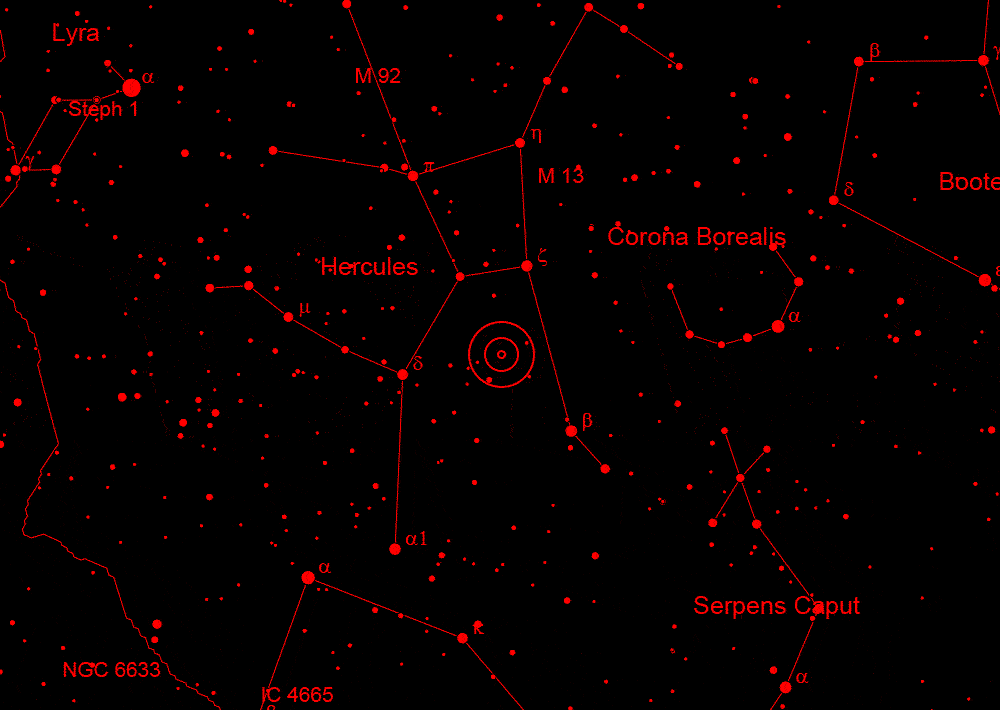 Lyra
α
M 92
Steph 1
γ
π
η
M 13
β
γ
δ
Boote
Corona Borealis
Hercules
ζ
ε
μ
α
δ
β
α1
α
κ
Serpens Caput
NGC 6633
IC 4665
α
β